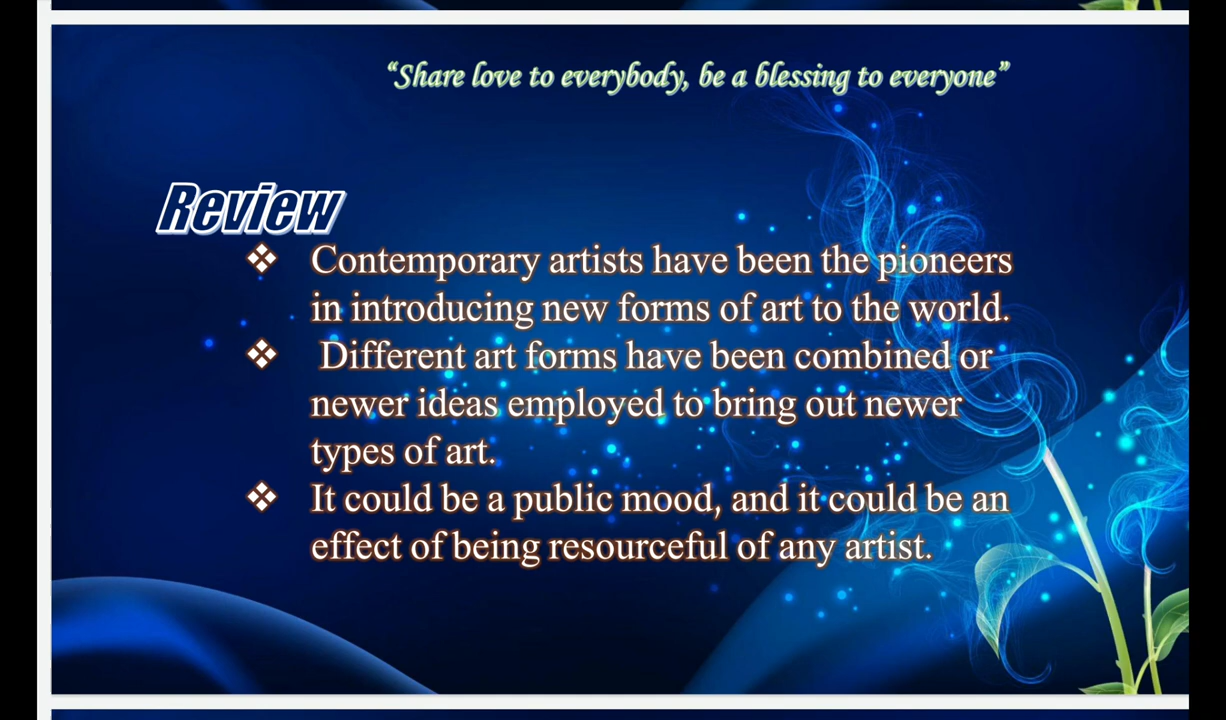 “Share love to everybody, be a blessing to everyone”
Review
❖ Contemporary artists have been the pioneers
in introducing new forms of art to the world.
❖ Different art forms have been combined or
newer ideas employed to bring out newer
types of art.
❖ It could be a public mood, and it could be an
effect of being resourceful of any artist.